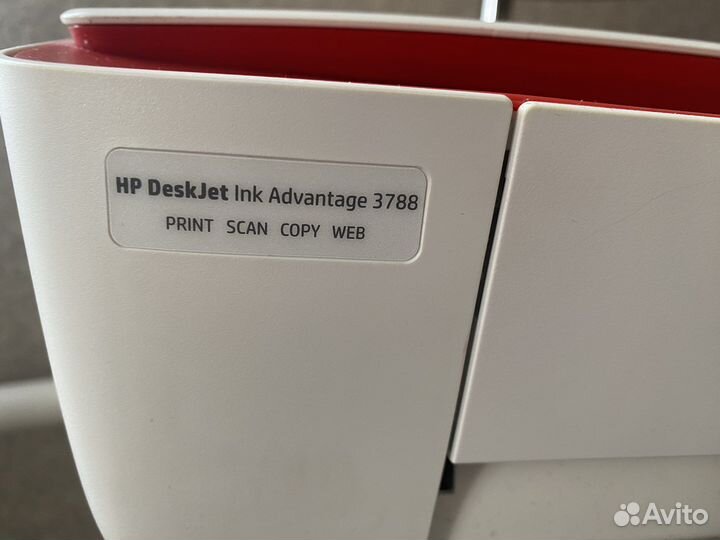 HP DeskJet Ink Advantage 3788
PRINT SCAN COPY WEB
Avito